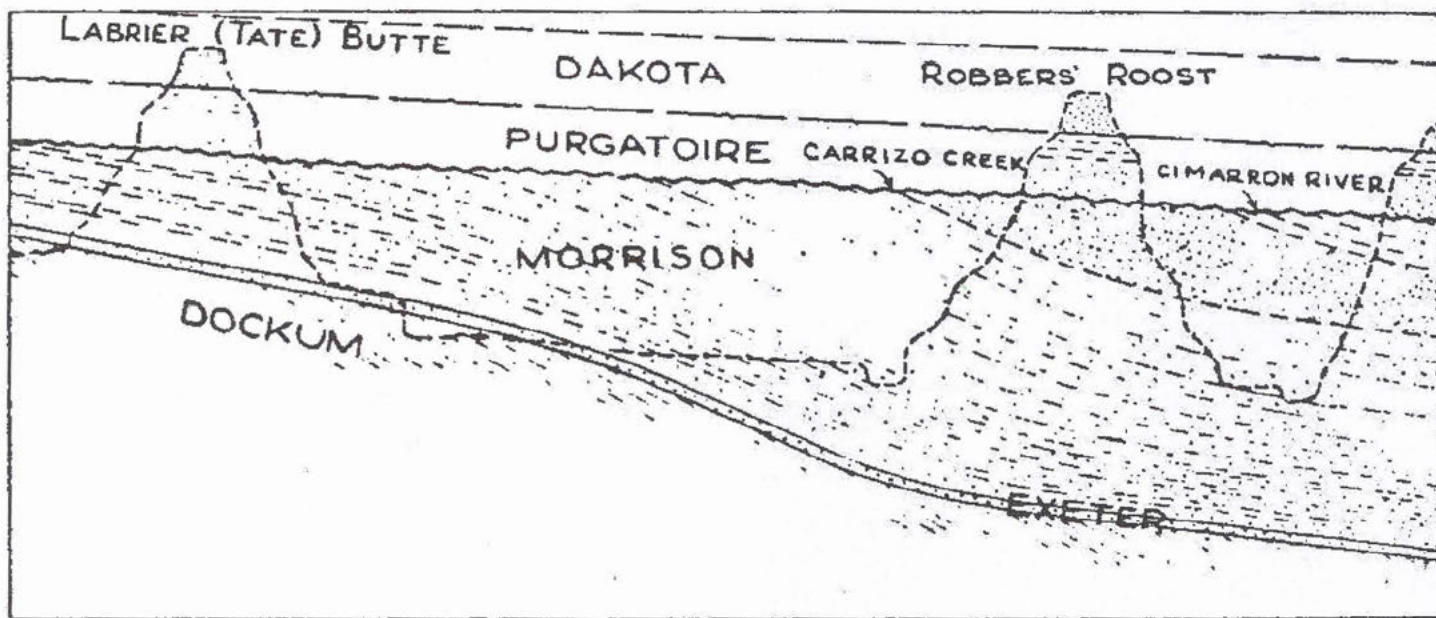 LABRIER (TATE) BUTTE
DAKOTA
ROBBERS' ROOST
PURGATOIRE
CARRIZO CREEK
CIMARRON RIVER
MORRISON
DOCKUM
EXETER